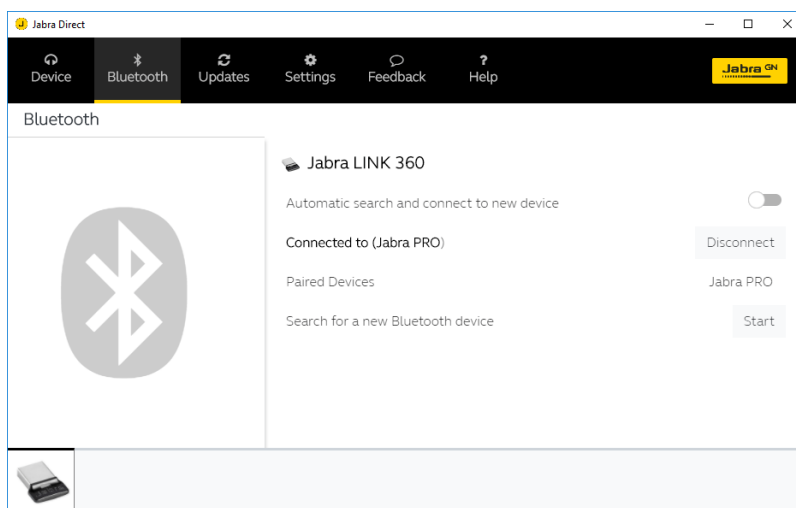 Jabra Direct
Device Bluetooth Updates Settings Feedback Help
Jabra GN
Bluetooth
Jabra LINK 360
Automatic search and connect to new device
Connected to (Jabra PRO) Disconnect
Paired Devices Jabra PRO
Search for a new Bluetooth device Start